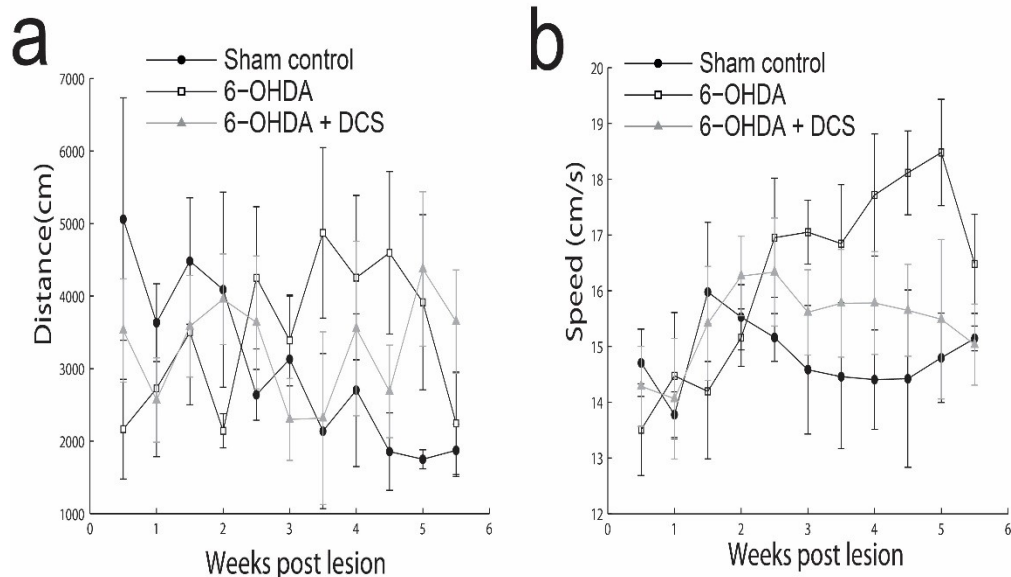 a
Sham control
6-OHDA
6-OHDA + DCS
7000
6000
5000
4000
3000
2000
1000
Distance(cm)
0 1 2 3 4 5 6
Weeks post lesion
b
Sham control
6-OHDA
6-OHDA + DCS
20
19
18
17
16
15
14
13
12
Speed (cm/s)
0 1 2 3 4 5 6
Weeks post lesion